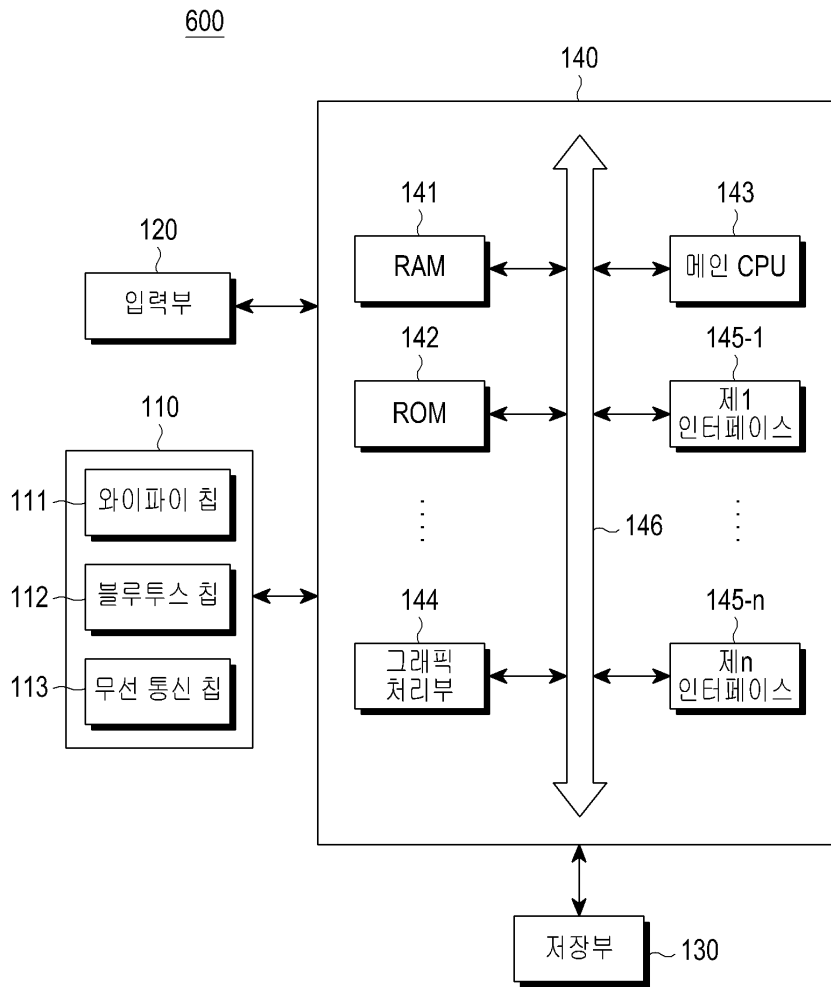 600
140
141
RAM
143
메인 CPU
120
입력부
142
ROM
145-1
제1
인터페이스
110
111
와이파이 칩
146
112
블루투스 칩
144
그래픽
처리부
145-n
제n
인터페이스
113
무선 통신 칩
저장부
130